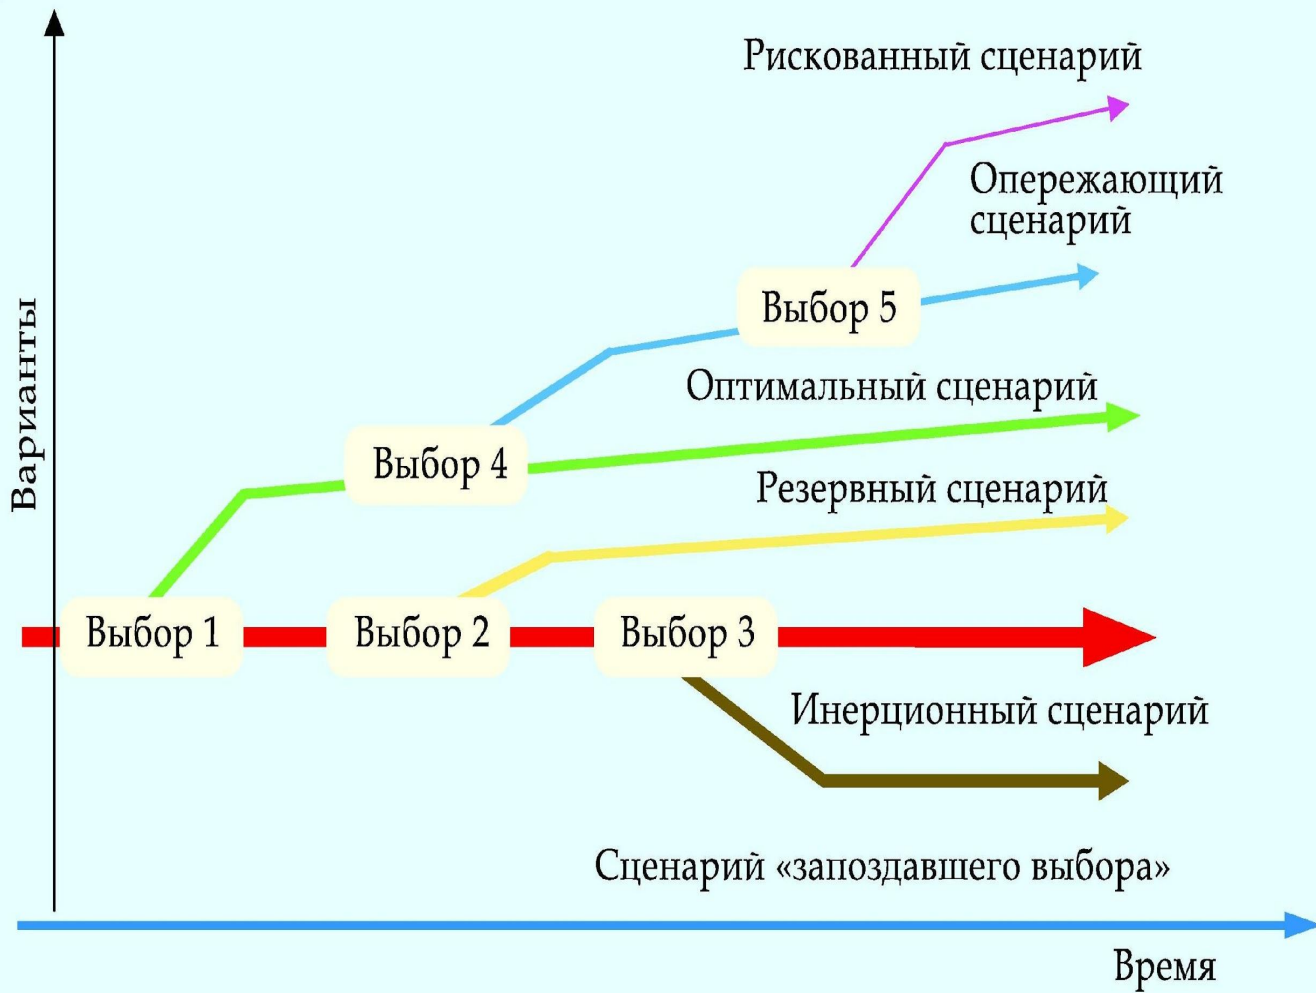 Рискованный сценарий
Опережающий
сценарий
Выбор 5
Варианты
Оптимальный сценарий
Выбор 4
Резервный сценарий
Выбор 1
Выбор 2
Выбор 3
Инерционный сценарий
Сценарий «запоздавшего выбора»
Время